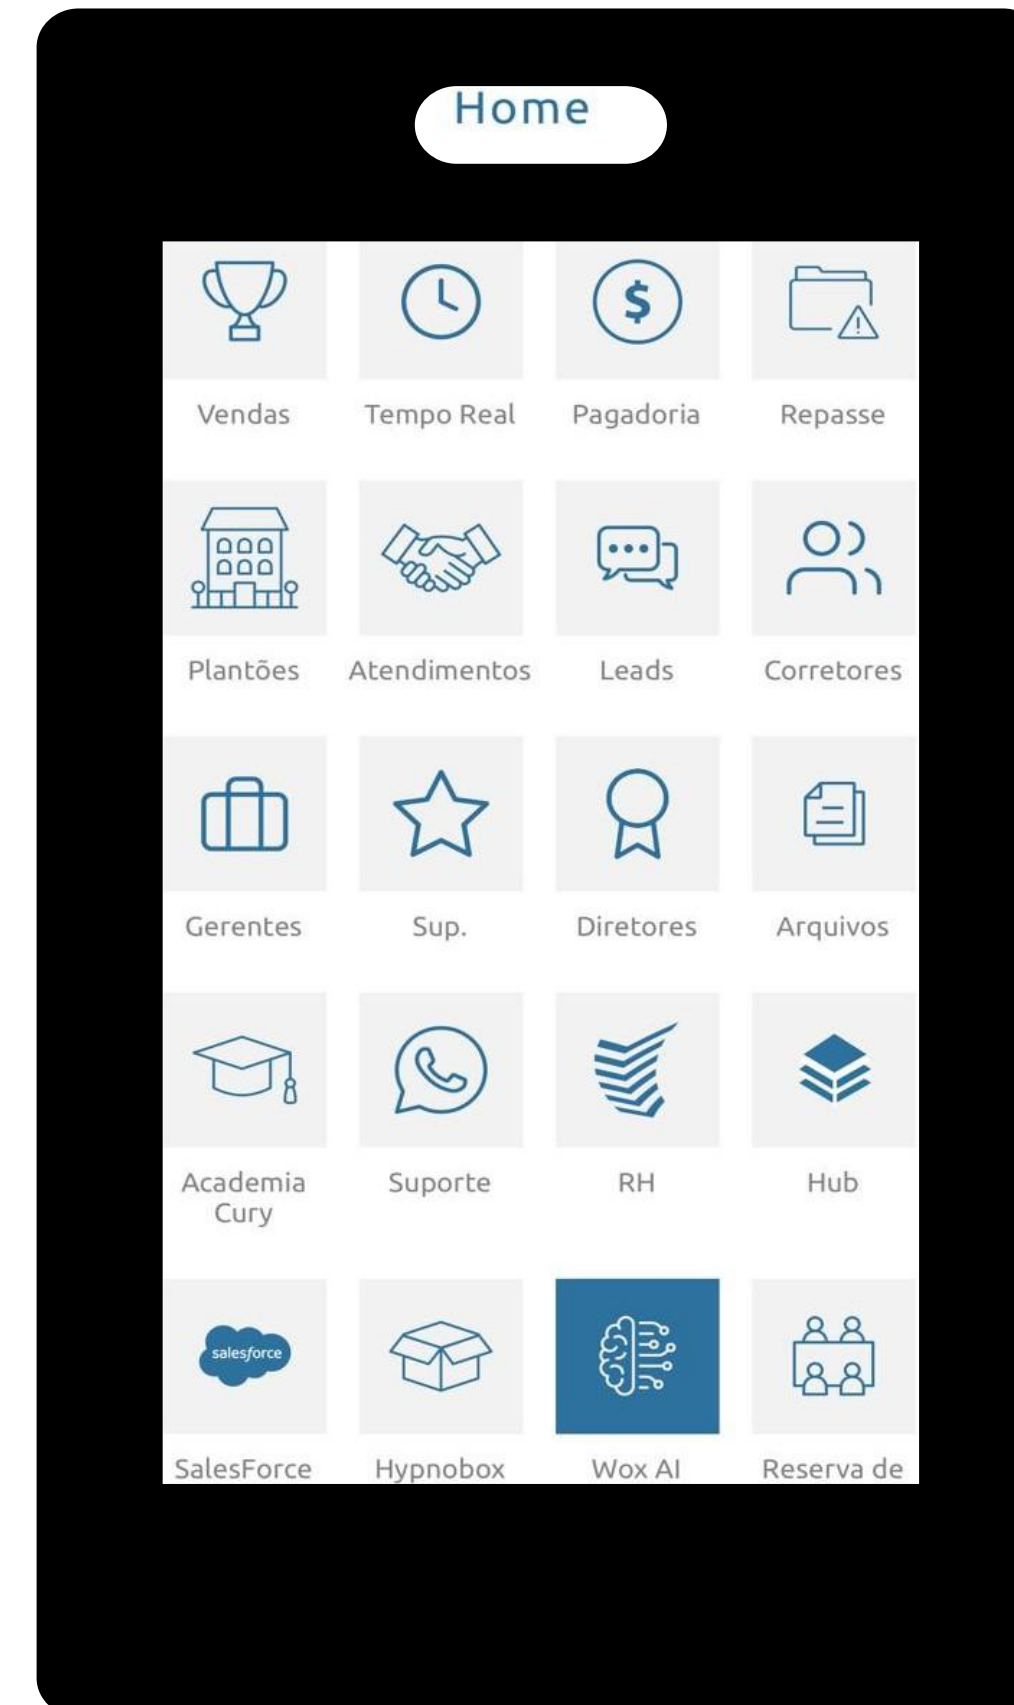 Home
Vendas Tempo Real Pagadoria Repasse
Plantões Atendimentos Leads Corretores
Gerentes Sup. Diretores Arquivos
Academia Cury Suporte RH Hub
salesforce
SalesForce Hypnobox Wox AI Reserva de